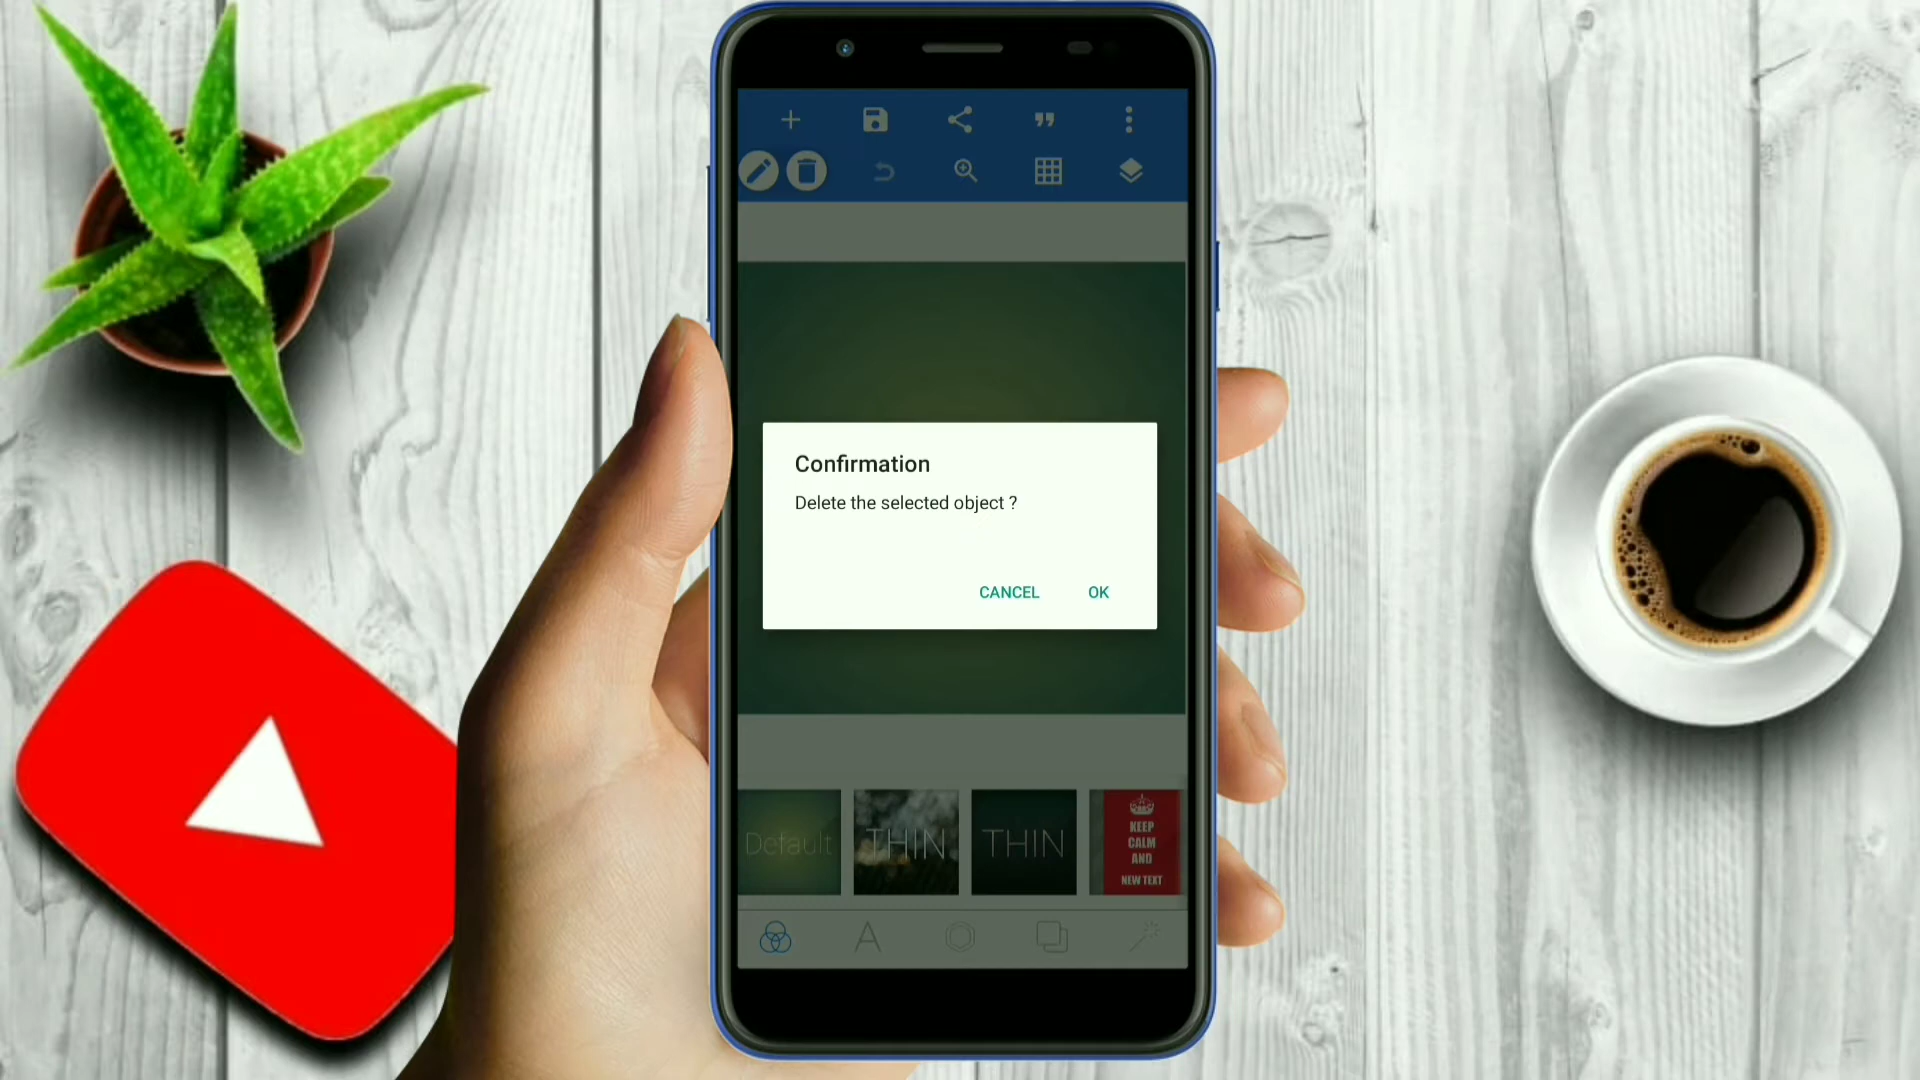 Confirmation
Delete the selected object ?
CANCEL
OK
Default
THIN
THIN
KEEP
CALM
AND
NEW TEXT